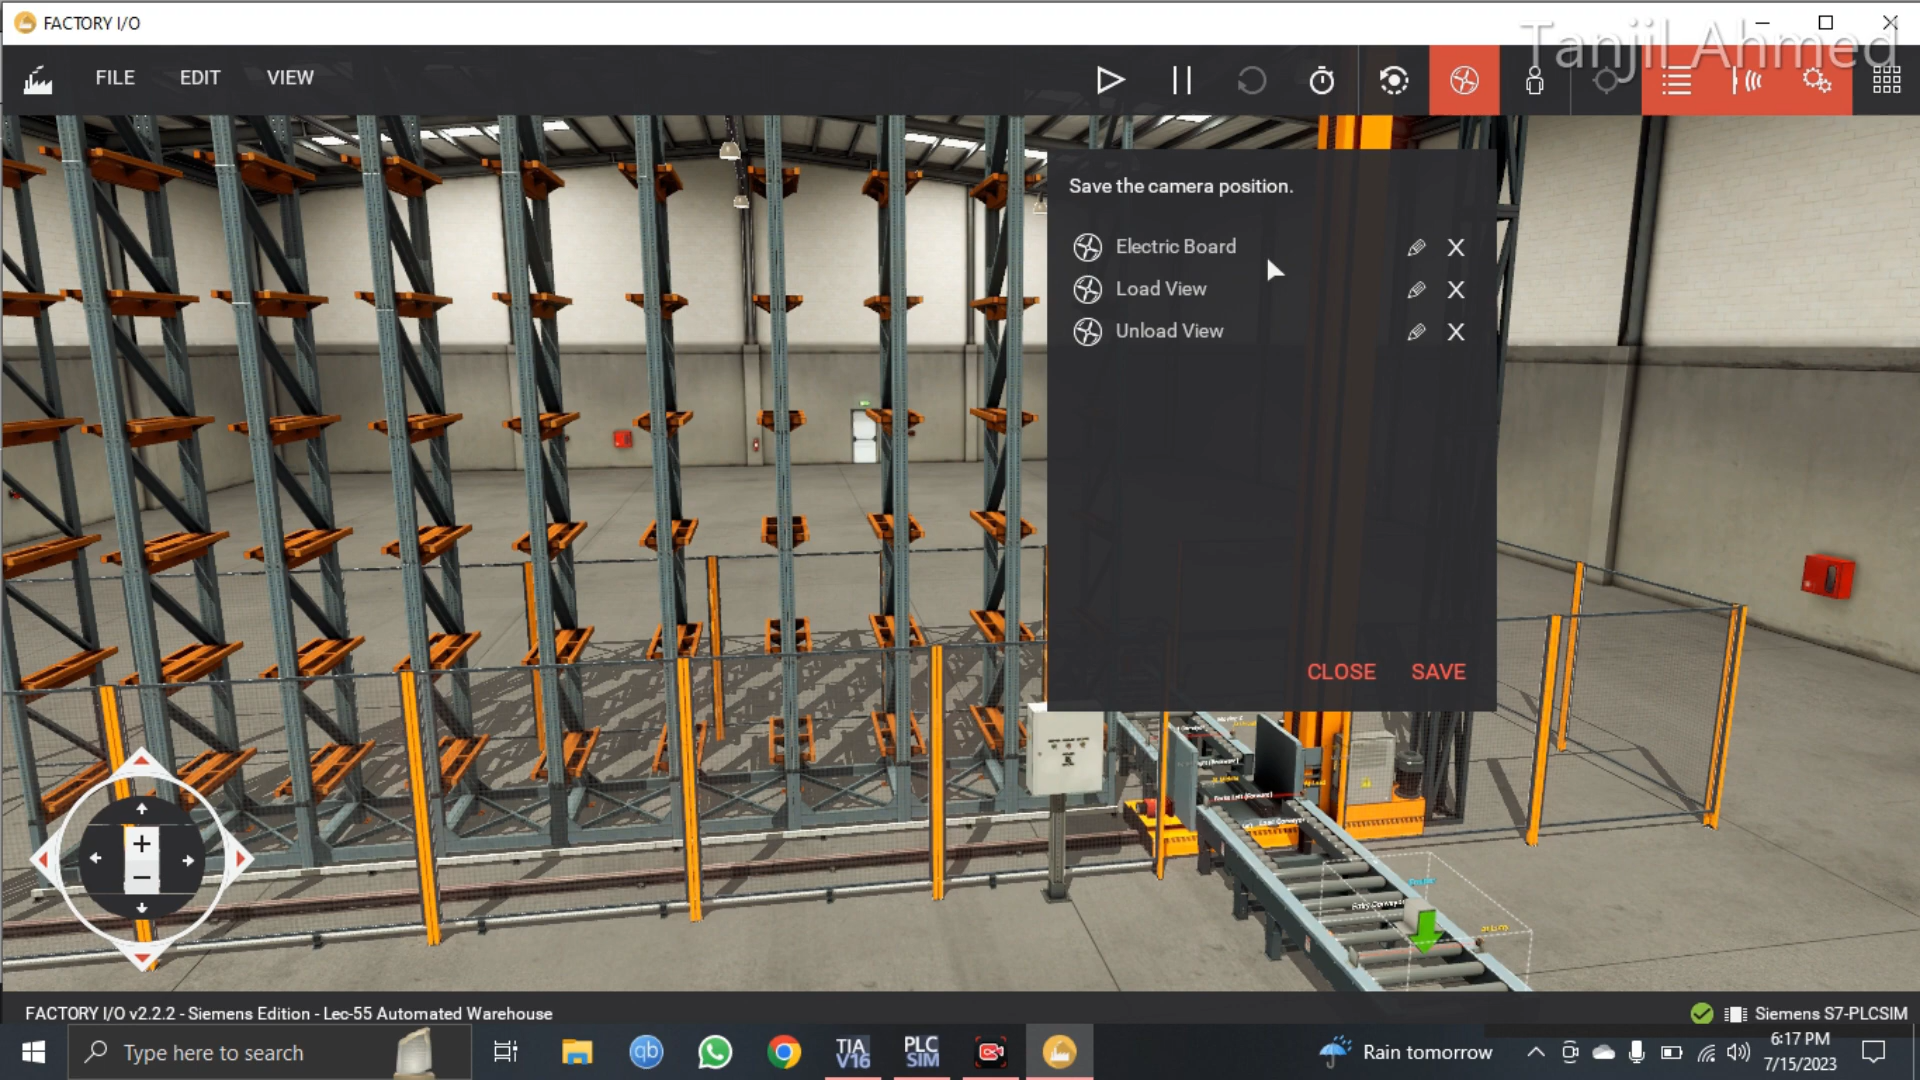 FACTORY I/O
Tanjil Ahmed
FILE EDIT VIEW
Save the camera position.
Electric Board
Load View
Unload View
CLOSE SAVE
FACTORY I/O v2.2.2 - Siemens Edition - Lec-55 Automated Warehouse
Siemens S7-PLCSIM
Type here to search
qb
TIA
V16
PLC
SIM
Rain tomorrow
6:17 PM
7/15/2023